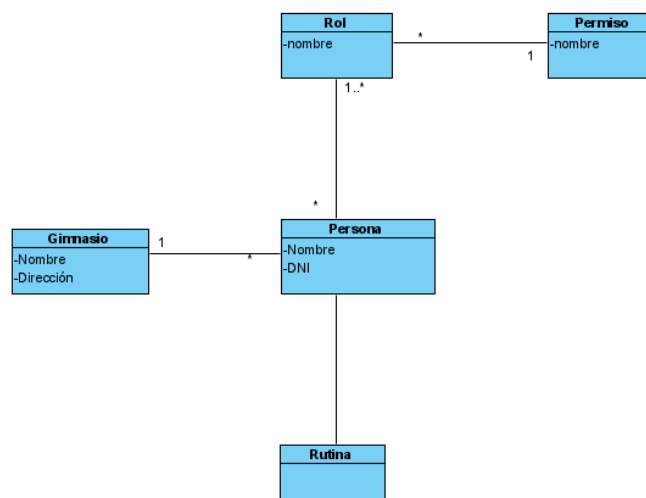 Rol
-nombre
*
1
Permiso
-nombre
1..*
*
Gimnasio
-Nombre
-Dirección
1
*
Persona
-Nombre
-DNI
Rutina